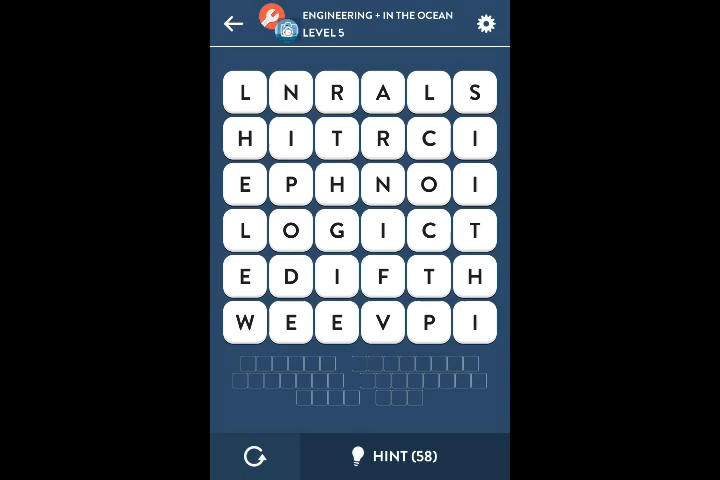 ENGINEERING + IN THE OCEAN
LEVEL 5
L N R A L S
H I T R C I
E P H N O I
L O G I C T
E D I F T H
W E E V P I
HINT (58)